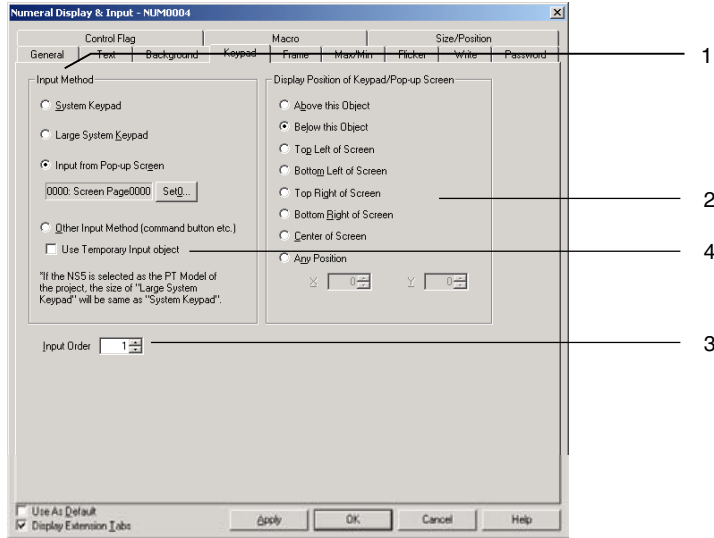 Numeral Display & Input - NUM0004
Control Flag Macro Size/Position
General Text Background Keypad Frame Max/Min Flicker Write Password
1
Input Method
System Keypad
Large System Keypad
Input from Pop-up Screen
0000: Screen Page0000 Set0...
Other Input Method (command button etc.)
Use Temporary Input object
"If the NS5 is selected as the PT Model of
the project, the size of "Large System
Keypad" will be same as "System Keypad".
Display Position of Keypad/Pop-up Screen
Above this Object
Below this Object
Top Left of Screen
Bottom Left of Screen
Top Right of Screen
Bottom Right of Screen
Center of Screen
Any Position
X 0 Y 0
2
4
Input Order 1
3
Use As Default
Display Extension Tabs
Apply OK Cancel Help